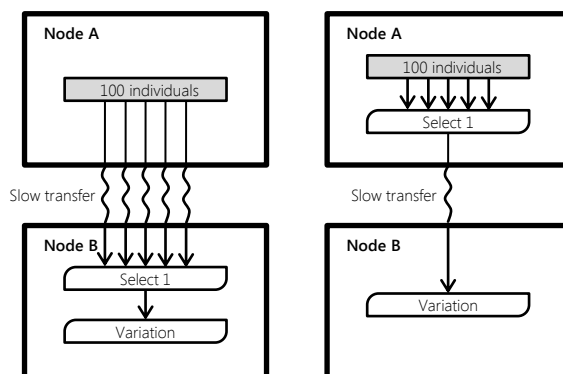 Node A
100 individuals
Slow transfer
Node B
Select 1
Variation
Node A
100 individuals
Select 1
Slow transfer
Node B
Variation